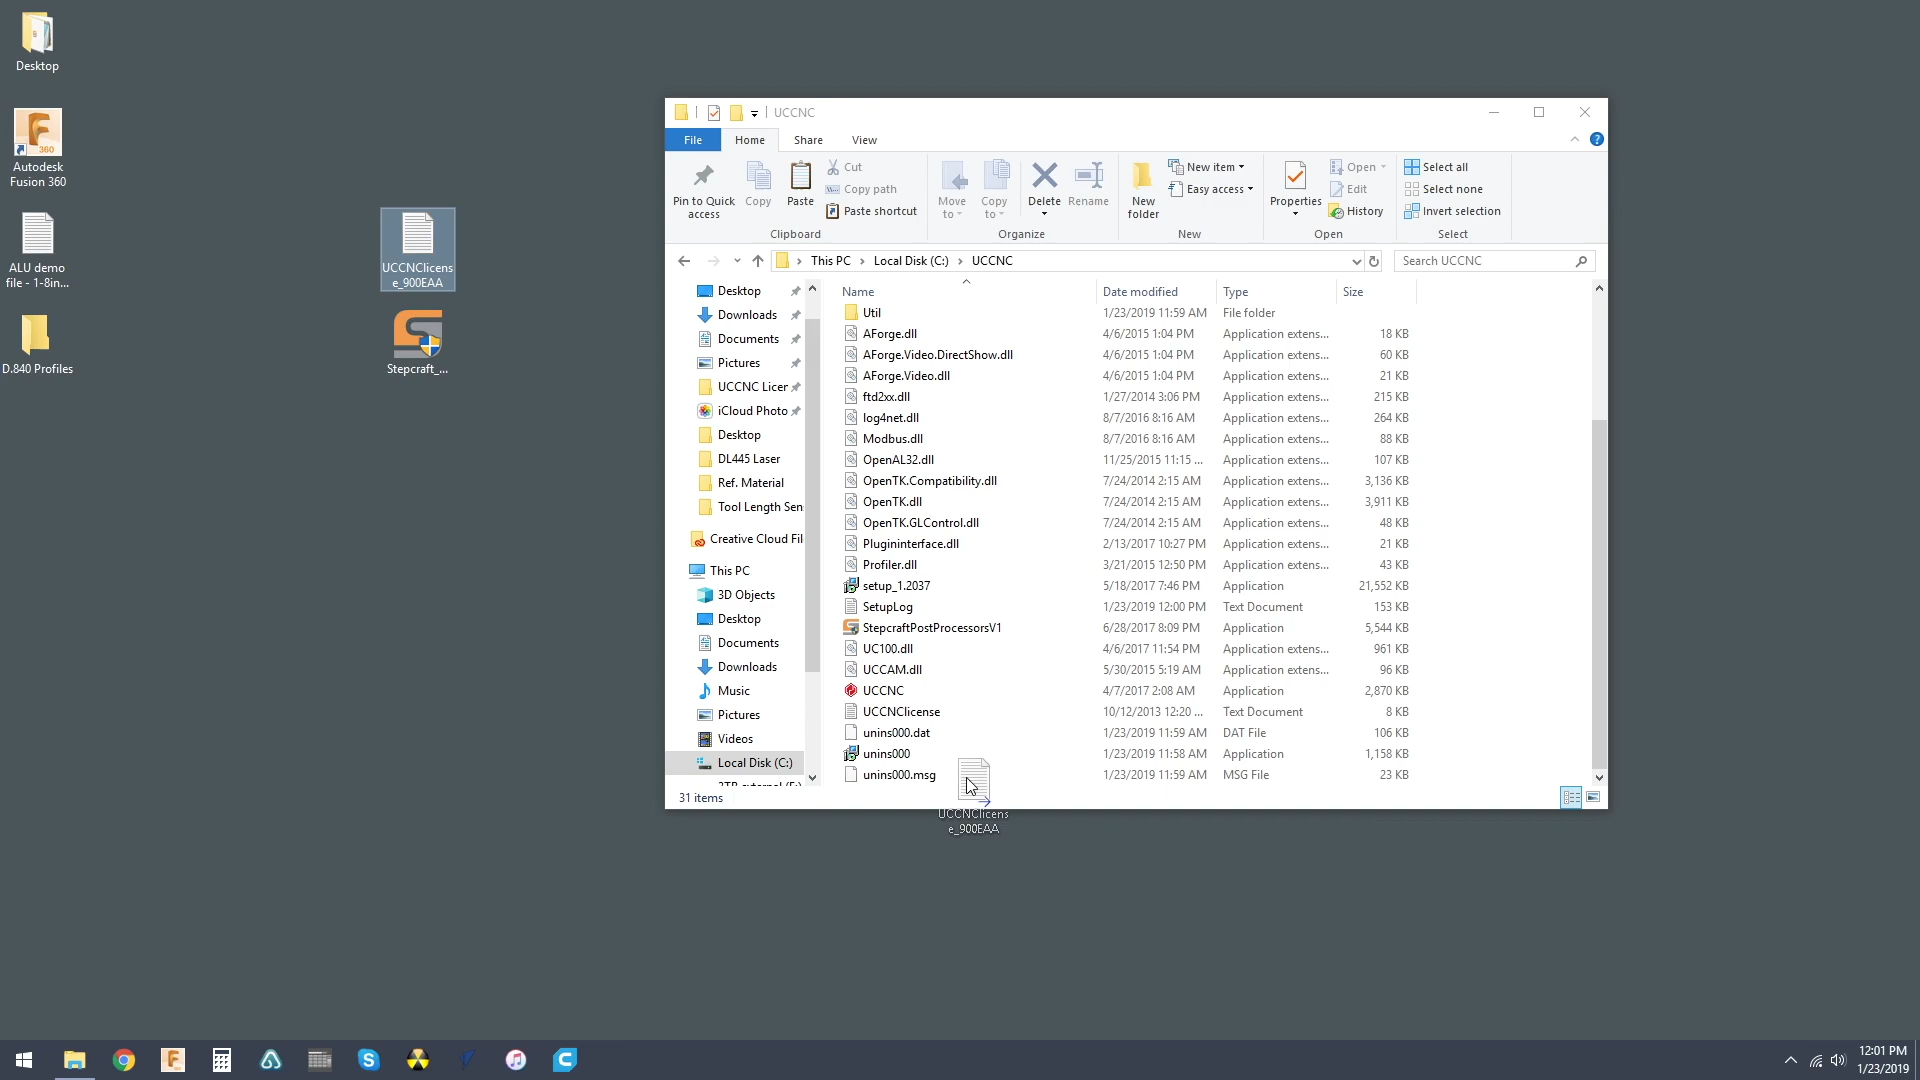 Desktop
360
Autodesk
Fusion 360
ALU demo
file - 1-8in...
D.840 Profiles
UCCNClicens
e_900EAA
Stepcraft_...
UCCNC
File
Home
Share
View
Pin to Quick
access
Copy
Paste
Cut
Copy path
Paste shortcut
Clipboard
Move
to
Copy
to
Delete
Rename
Organize
New
folder
New item
Easy access
New
Properties
Open
Edit
History
Open
Select all
Select none
Invert selection
Select
This PC
Local Disk (C:)
UCCNC
Search UCCNC
Desktop
Downloads
Documents
Pictures
UCCNC Licer
iCloud Photo
Desktop
DL445 Laser
Ref. Material
Tool Length Sen
Creative Cloud Fil
This PC
3D Objects
Desktop
Documents
Downloads
Music
Pictures
Videos
Local Disk (C:)
Name Date modified Type Size
Util 1/23/2019 11:59 AM File folder
AForge.dll 4/6/2015 1:04 PM Application extens... 18 KB
AForge.Video.DirectShow.dll 4/6/2015 1:04 PM Application extens... 60 KB
AForge.Video.dll 4/6/2015 1:04 PM Application extens... 21 KB
ftd2xx.dll 1/27/2014 3:06 PM Application extens... 215 KB
log4net.dll 8/7/2016 8:16 AM Application extens... 264 KB
Modbus.dll 8/7/2016 8:16 AM Application extens... 88 KB
OpenAL32.dll 11/25/2015 11:15 ... Application extens... 107 KB
OpenTK.Compatibility.dll 7/24/2014 2:15 AM Application extens... 3,136 KB
OpenTK.dll 7/24/2014 2:15 AM Application extens... 3,911 KB
OpenTK.GLControl.dll 7/24/2014 2:15 AM Application extens... 48 KB
Plugininterface.dll 2/13/2017 10:27 PM Application extens... 21 KB
Profiler.dll 3/21/2015 12:50 PM Application extens... 43 KB
setup_1.2037 5/18/2017 7:46 PM Application 21,552 KB
SetupLog 1/23/2019 12:00 PM Text Document 153 KB
StepcraftPostProcessorsV1 6/28/2017 8:09 PM Application 5,544 KB
UC100.dll 4/6/2017 11:54 PM Application extens... 961 KB
UCCAM.dll 5/30/2015 5:19 AM Application extens... 96 KB
UCCNC 4/7/2017 2:08 AM Application 2,870 KB
UCCNClicense 10/12/2013 12:20 ... Text Document 8 KB
unins000.dat 1/23/2019 11:59 AM DAT File 106 KB
unins000 1/23/2019 11:58 AM Application 1,158 KB
unins000.msg 1/23/2019 11:59 AM MSG File 23 KB
31 items
UCCNClicens
e_900EAA
12:01 PM
1/23/2019